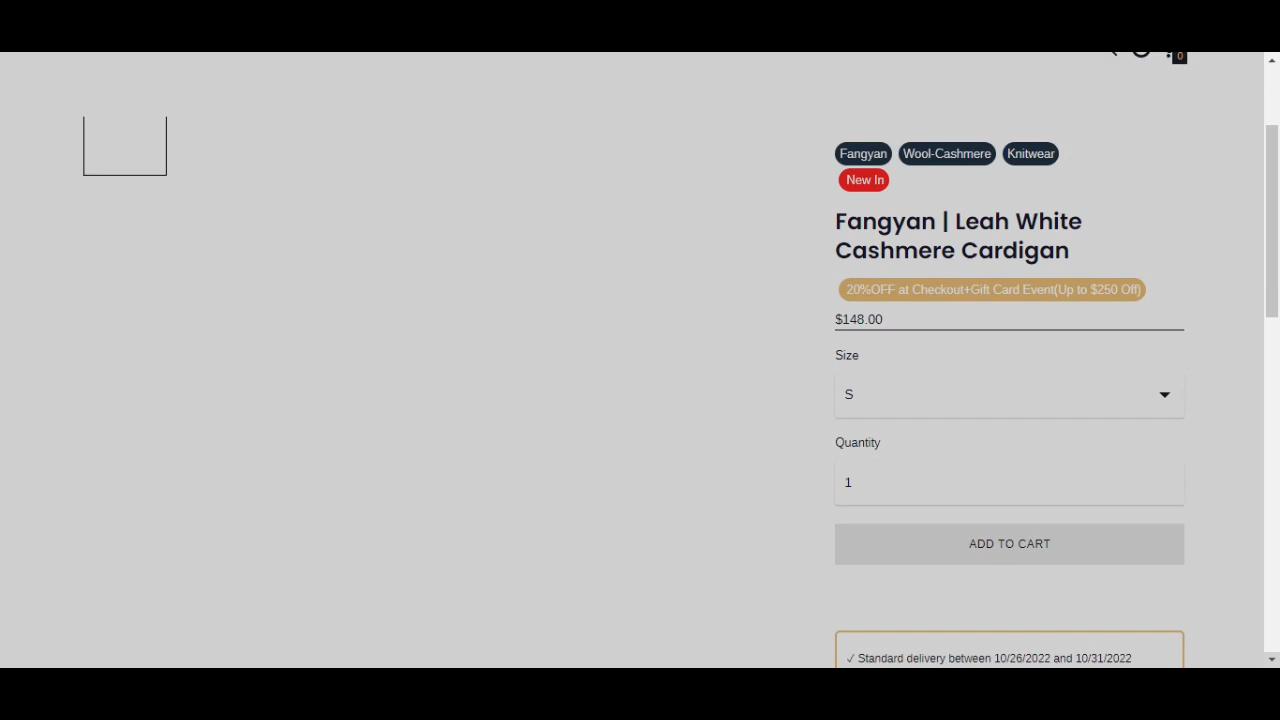 0
Fangyan Wool-Cashmere Knitwear
New In
Fangyan | Leah White
Cashmere Cardigan
20%OFF at Checkout+Gift Card Event(Up to $250 Off)
$148.00
Size
S
Quantity
1
ADD TO CART
✓ Standard delivery between 10/26/2022 and 10/31/2022